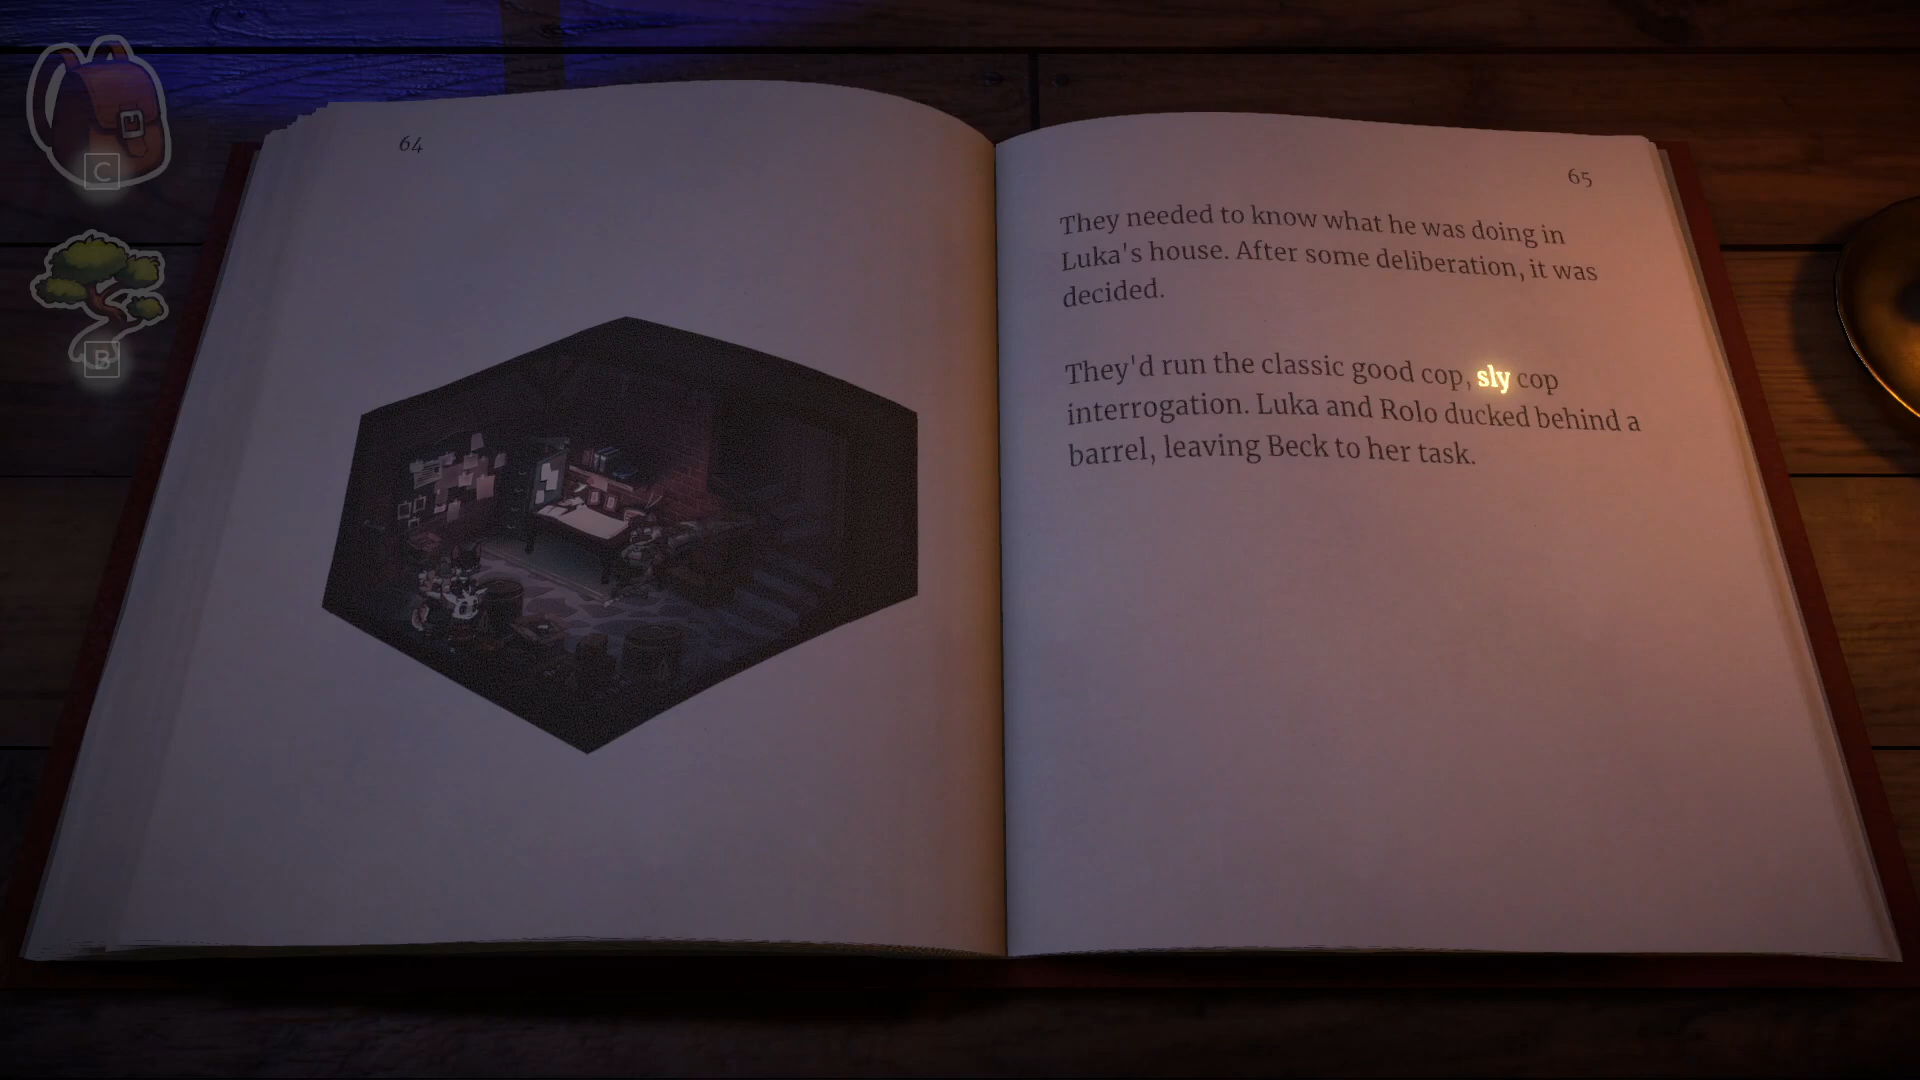 C
B
64
65
They needed to know what he was doing in
Luka's house. After some deliberation, it was
decided.
They'd run the classic good cop, sly cop
interrogation. Luka and Rolo ducked behind a
barrel, leaving Beck to her task.